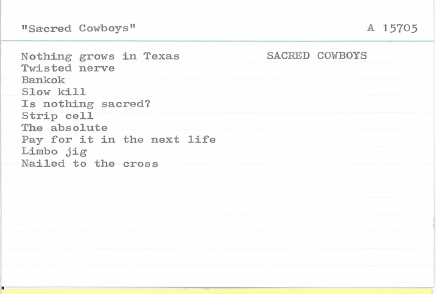 "Sacred Cowboys" A 15705
Nothing grows in Texas SACRED COWBOYS
Twisted nerve
Bankok
Slow kill
Is nothing sacred?
Strip cell
The absolute
Pay for it in the next life
Limbo jig
Nailed to the cross